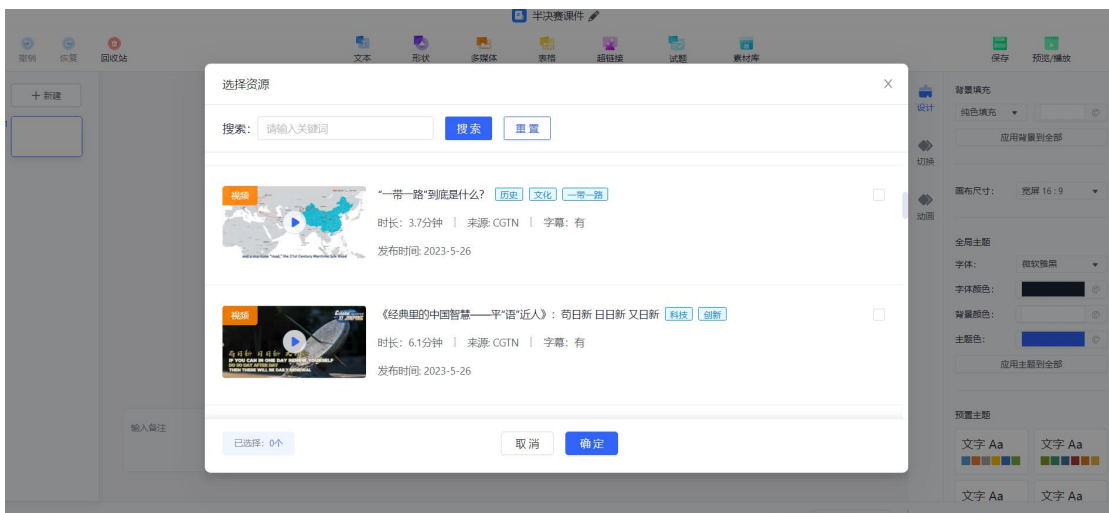 半决赛课件
撤销 恢复 回收站 文本 形状 多媒体 表格 超链接 试题 素材库 保存 预览/播放
+ 新建
1
选择资源
搜索： 请输入关键词 搜索 重置
视频
“一带一路”到底是什么？ 历史 文化 一带一路
时长：3.7分钟 | 来源: CGTN | 字幕：有
发布时间: 2023-5-26
视频
《经典里的中国智慧——平“语”近人》：苟日新 日日新 又日新 科技 创新
时长：6.1分钟 | 来源: CGTN | 字幕：有
发布时间: 2023-5-26
IF YOU CAN IN ONE DAY RENEW YOURSELF
DO SO DAY AFTER DAY
已选择：0个 取消 确定
输入备注
设计
切换
动画
背景填充
纯色填充
应用背景到全部
画布尺寸： 宽屏 16 : 9
全局主题
字体： 微软雅黑
字体颜色：
背景颜色：
主题色：
应用主题到全部
预置主题
文字 Aa 文字 Aa
文字 Aa 文字 Aa